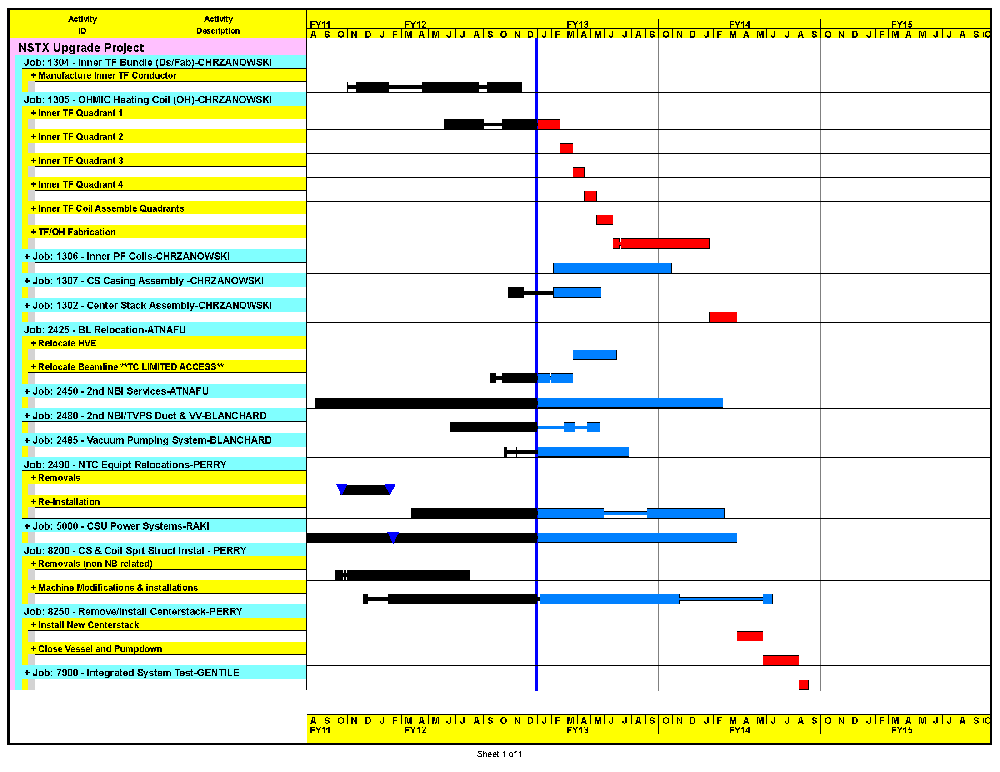 Activity ID
Activity Description
FY11 FY12 FY13 FY14 FY15
A S O N D J F M A M J J A S O N D J F M A M J J A S O N D J F M A M J J A S O N D J F M A M J J A S OC
NSTX Upgrade Project
Job: 1304 - Inner TF Bundle (Ds/Fab)-CHRZANOWSKI
+ Manufacture Inner TF Conductor
Job: 1305 - OHMIC Heating Coil (OH)-CHRZANOWSKI
+ Inner TF Quadrant 1
+ Inner TF Quadrant 2
+ Inner TF Quadrant 3
+ Inner TF Quadrant 4
+ Inner TF Coil Assemble Quadrants
+ TF/OH Fabrication
+ Job: 1306 - Inner PF Coils-CHRZANOWSKI
+ Job: 1307 - CS Casing Assembly -CHRZANOWSKI
+ Job: 1302 - Center Stack Assembly-CHRZANOWSKI
Job: 2425 - BL Relocation-ATNAFU
+ Relocate HVE
+ Relocate Beamline **TC LIMITED ACCESS**
+ Job: 2450 - 2nd NBI Services-ATNAFU
+ Job: 2480 - 2nd NBI/TVPS Duct & VV-BLANCHARD
+ Job: 2485 - Vacuum Pumping System-BLANCHARD
Job: 2490 - NTC Equipt Relocations-PERRY
+ Removals
+ Re-Installation
+ Job: 5000 - CSU Power Systems-RAKI
Job: 8200 - CS & Coil Sprt Struct Instal - PERRY
+ Removals (non NB related)
+ Machine Modifications & installations
Job: 8250 - Remove/Install Centerstack-PERRY
+ Install New Centerstack
+ Close Vessel and Pumpdown
+ Job: 7900 - Integrated System Test-GENTILE
A S O N D J F M A M J J A S O N D J F M A M J J A S O N D J F M A M J J A S O N D J F M A M J J A S OC
FY11 FY12 FY13 FY14 FY15
Sheet 1 of 1